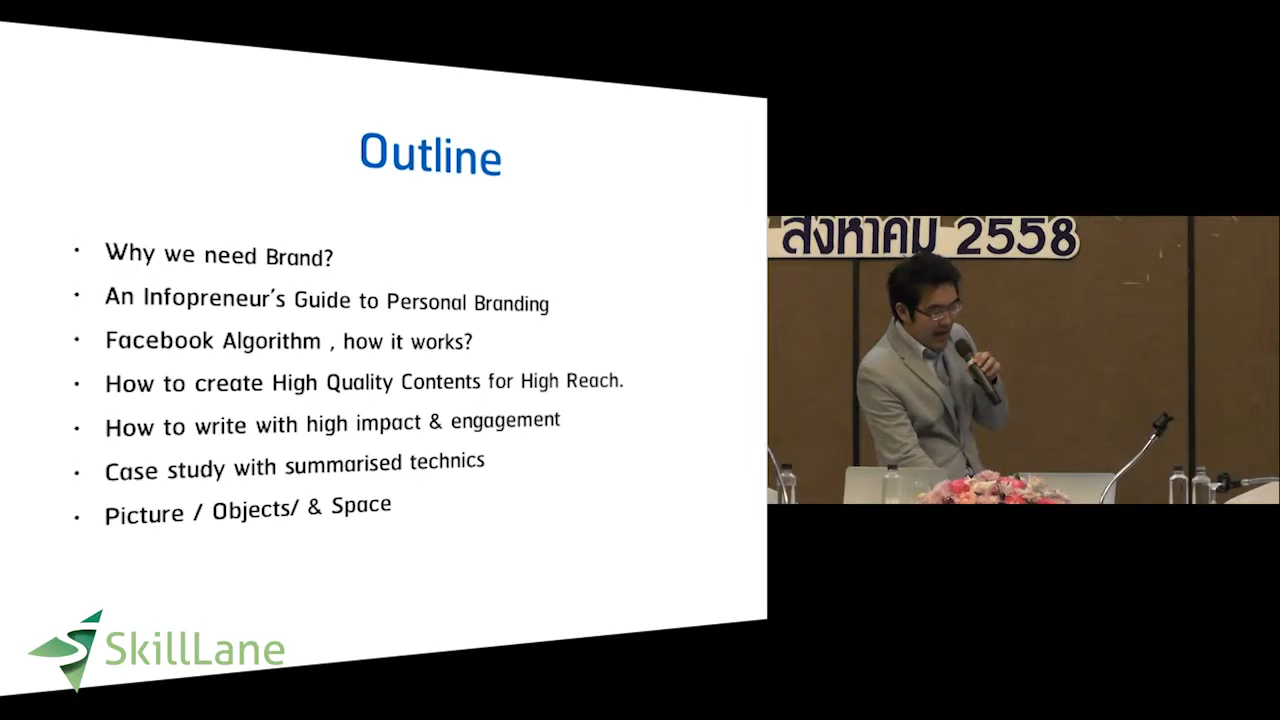 Outline
• Why we need Brand?
• An Infopreneur's Guide to Personal Branding
• Facebook Algorithm , how it works?
• How to create High Quality Contents for High Reach.
• How to write with high impact & engagement
• Case study with summarised technics
• Picture / Objects/ & Space
SkillLane
สิงหาคม 2558